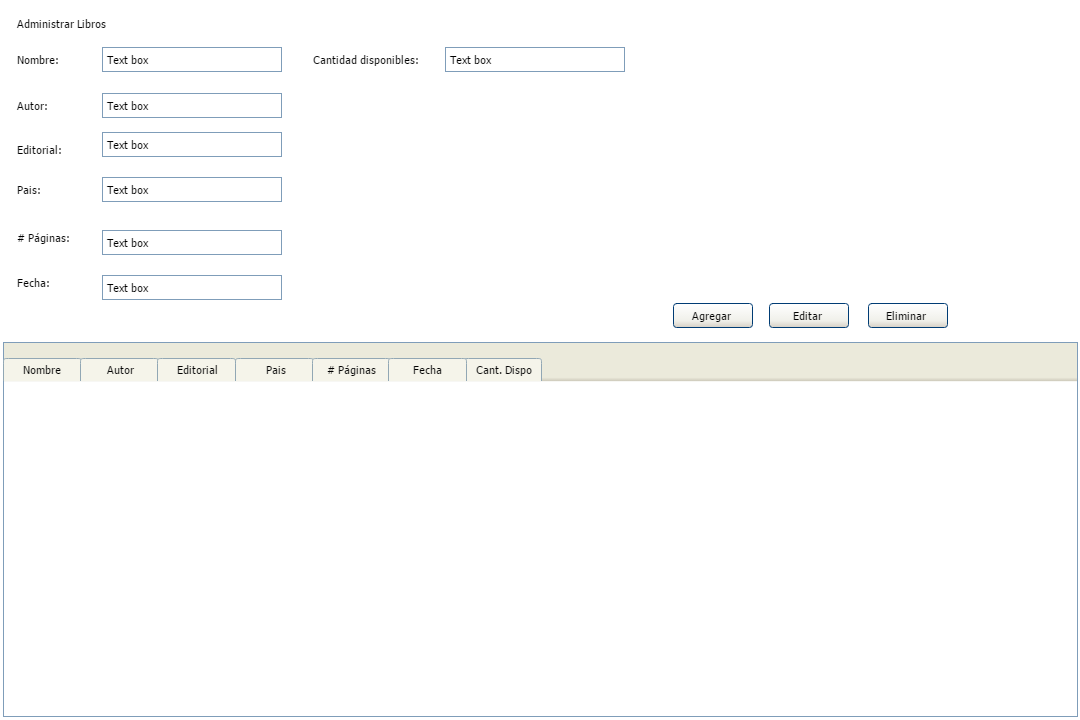 Administrar Libros
Nombre: Text box Cantidad disponibles: Text box
Autor: Text box
Editorial: Text box
Pais: Text box
# Páginas: Text box
Fecha: Text box
Agregar Editar Eliminar
Nombre Autor Editorial Pais # Páginas Fecha Cant. Dispo